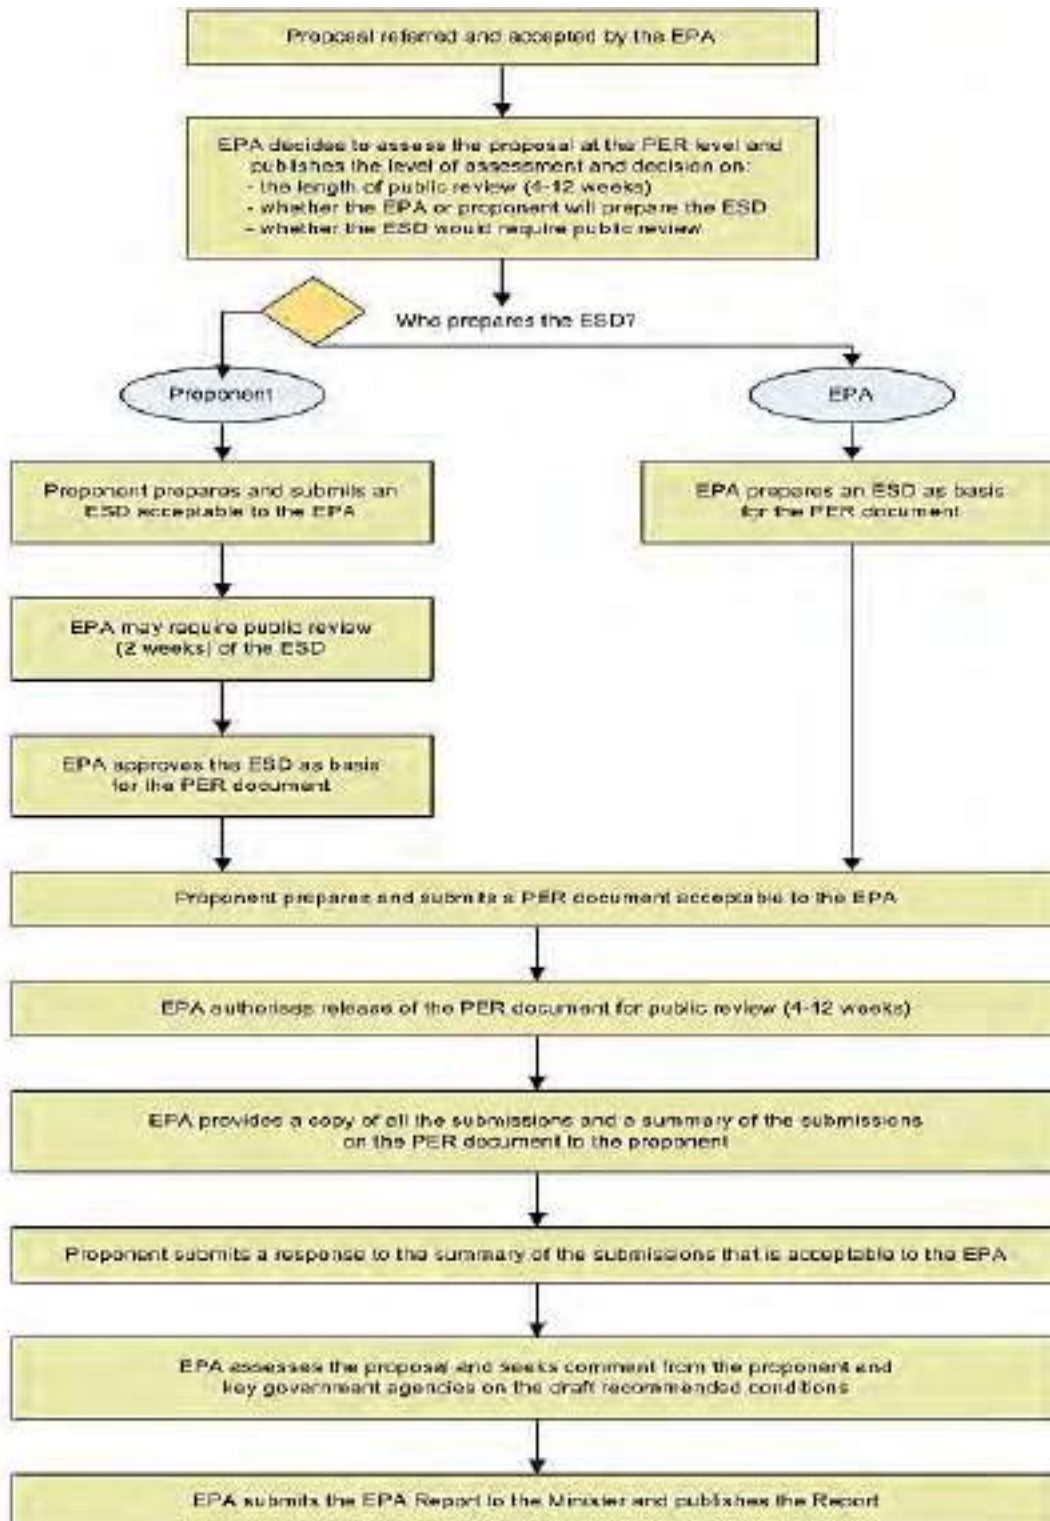 Proposal referred and accepted by the EPA
EPA decides to assess the proposal at the PER level and
publishes the level of assessment and decision on:
- the length of public review (4-12 weeks)
- whether the EPA or proponent will prepare the ESD
- whether the ESD would require public review
Who prepares the ESD?
Proponent
EPA
Proponent prepares and submits an
ESD acceptable to the EPA
EPA prepares an ESD as basis
for the PER document
EPA may require public review
(2 weeks) of the ESD
EPA approves the ESD as basis
for the PER document
Proponent prepares and submits a PER document acceptable to the EPA
EPA authorises release of the PER document for public review (4-12 weeks)
EPA provides a copy of all the submissions and a summary of the submissions
on the PER document to the proponent
Proponent submits a response to the summary of the submissions that is acceptable to the EPA
EPA assesses the proposal and seeks comment from the proponent and
key government agencies on the draft recommended conditions
EPA submits the EPA Report to the Minister and publishes the Report